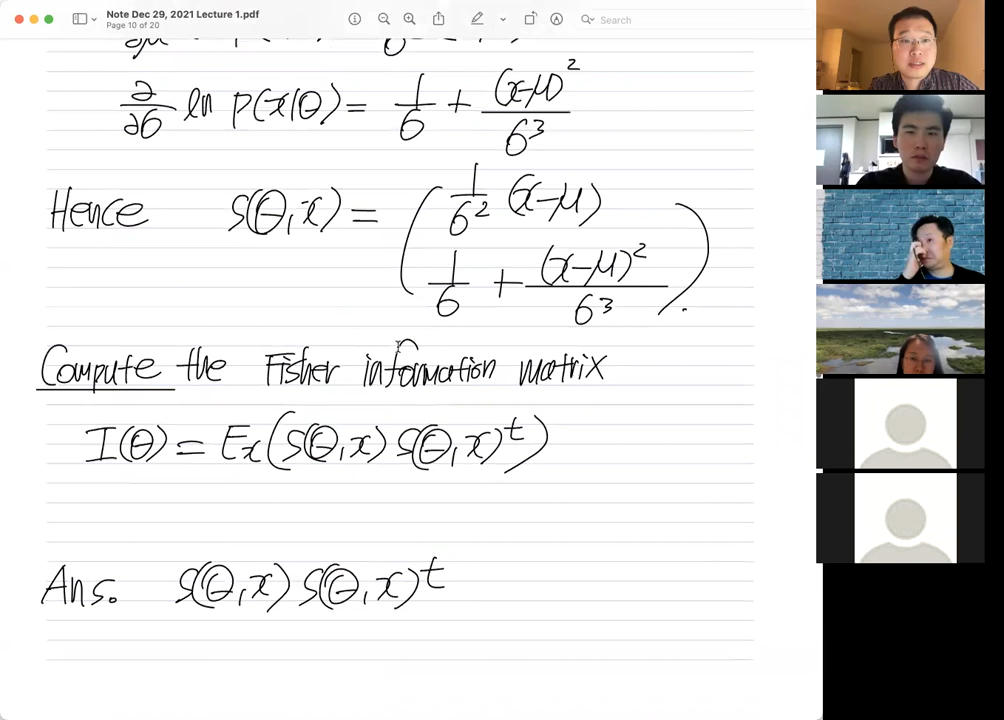 Note Dec 29, 2021 Lecture 1.pdf
Page 10 of 20
Search
∂/∂σ ln p(x|θ) = 1/σ + (x-μ)²/σ³
Hence s(θ,x) = ( 1/σ² (x-μ)
1/σ + (x-μ)²/σ³ ).
Compute the Fisher information matrix
I(θ) = Ex(s(θ,x) s(θ,x)ᵗ)
Ans. s(θ,x) s(θ,x)ᵗ